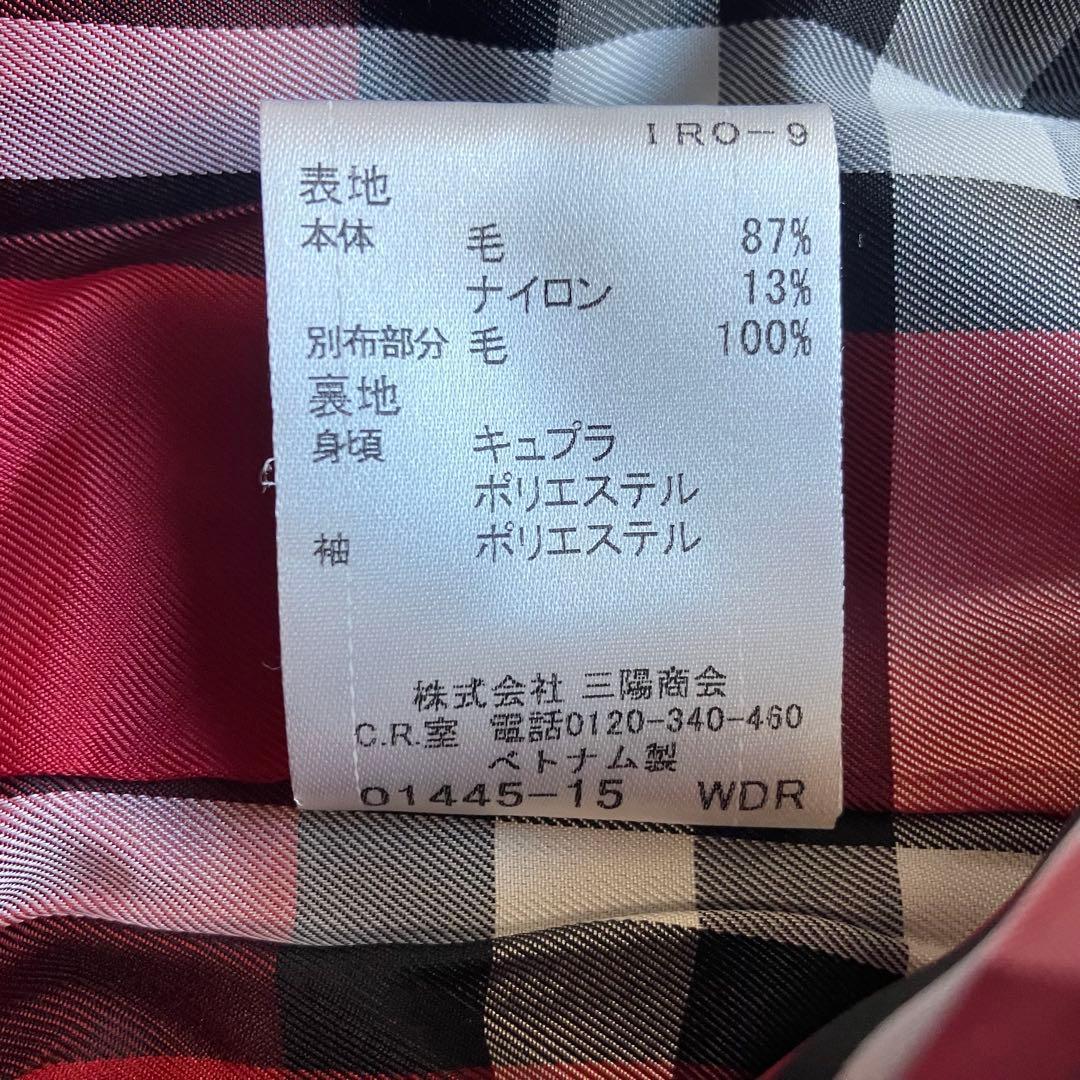 IRO-9
表地
本体 毛 87%
ナイロン 13%
別布部分 毛 100%
裏地
身頃 キュプラ
ポリエステル
袖 ポリエステル
株式会社 三陽商会
C.R.室 電話0120-340-460
ベトナム製
01445-15 WDR